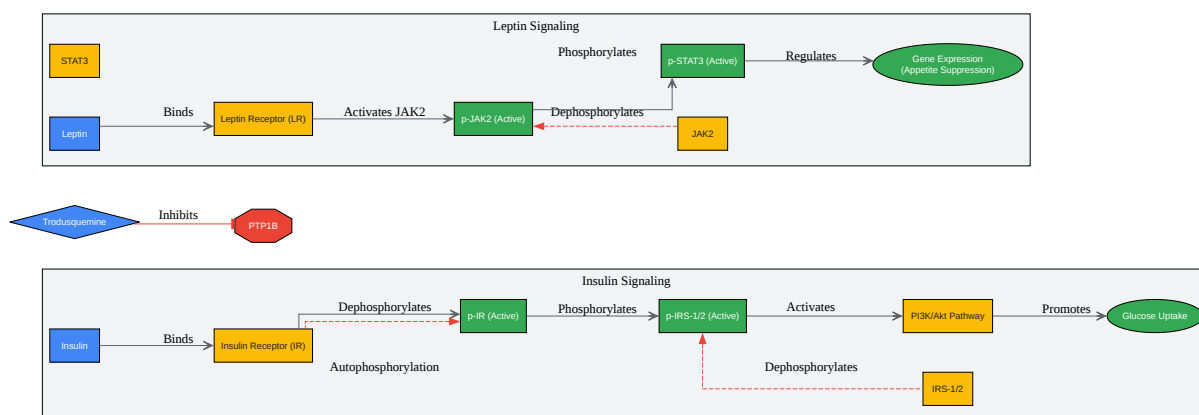 Leptin Signaling
STAT3
Phosphorylates
p-STAT3 (Active)
Regulates
Gene Expression
(Appetite Suppression)
Leptin
Binds
Leptin Receptor (LR)
Activates JAK2
p-JAK2 (Active)
Dephosphorylates
JAK2
Trodusquemine
Inhibits
PTP1B
Insulin Signaling
Insulin
Binds
Insulin Receptor (IR)
Dephosphorylates
Autophosphorylation
p-IR (Active)
Phosphorylates
p-IRS-1/2 (Active)
Activates
PI3K/Akt Pathway
Promotes
Glucose Uptake
Dephosphorylates
IRS-1/2